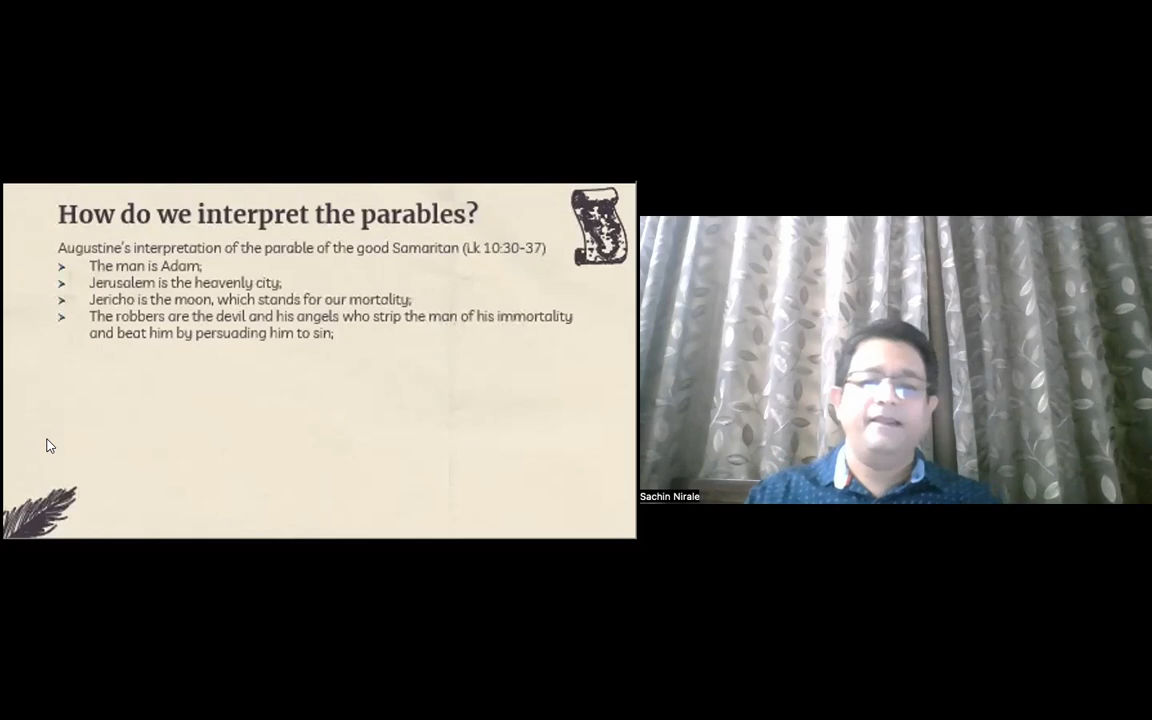 How do we interpret the parables?
Augustine's interpretation of the parable of the good Samaritan (Lk 10:30-37)
The man is Adam;
Jerusalem is the heavenly city;
Jericho is the moon, which stands for our mortality;
The robbers are the devil and his angels who strip the man of his immortality
and beat him by persuading him to sin;
Sachin Nirale